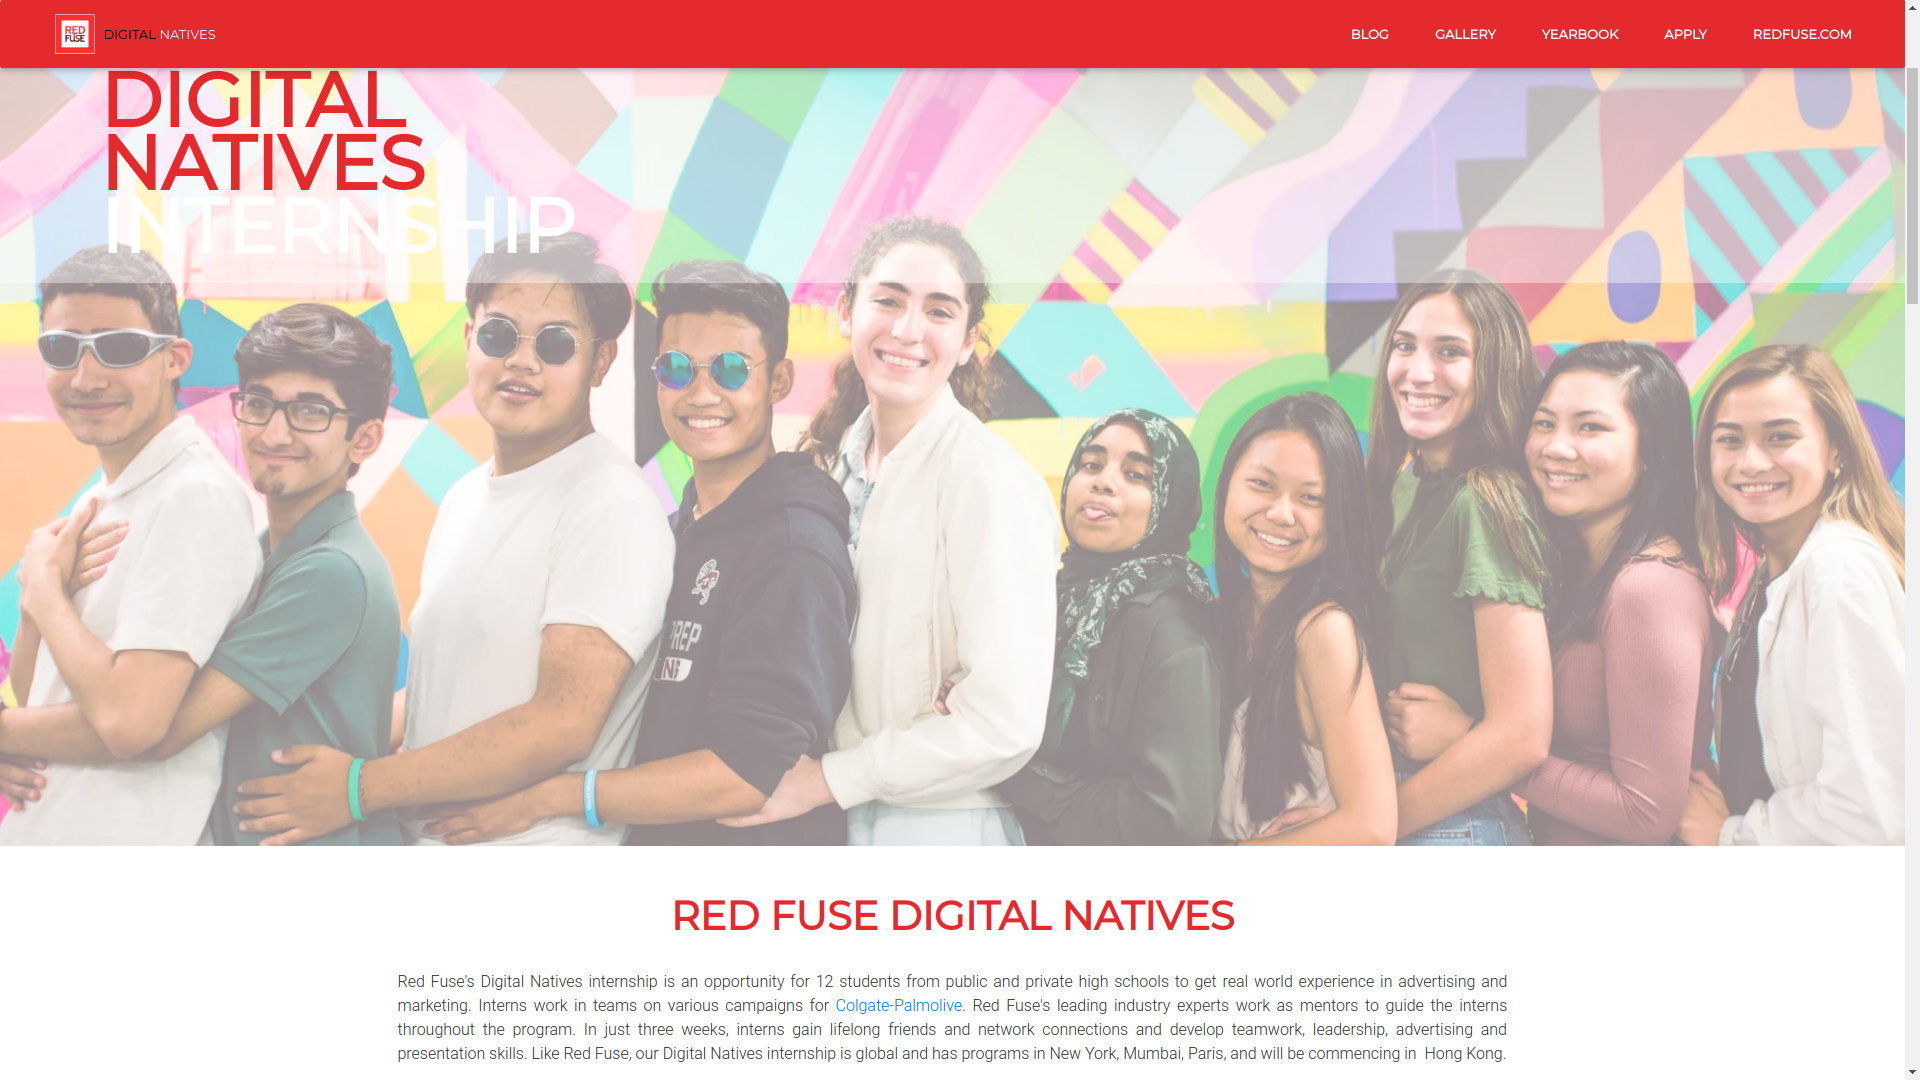 RED
FUSE
DIGITAL NATIVES
BLOG
GALLERY
YEARBOOK
APPLY
REDFUSE.COM
DIGITAL
NATIVES
INTERNSHIP
PREP
RED FUSE DIGITAL NATIVES
Red Fuse's Digital Natives internship is an opportunity for 12 students from public and private high schools to get real world experience in advertising and
marketing. Interns work in teams on various campaigns for Colgate-Palmolive. Red Fuse's leading industry experts work as mentors to guide the interns
throughout the program. In just three weeks, interns gain lifelong friends and network connections and develop teamwork, leadership, advertising and
presentation skills. Like Red Fuse, our Digital Natives internship is global and has programs in New York, Mumbai, Paris, and will be commencing in Hong Kong.